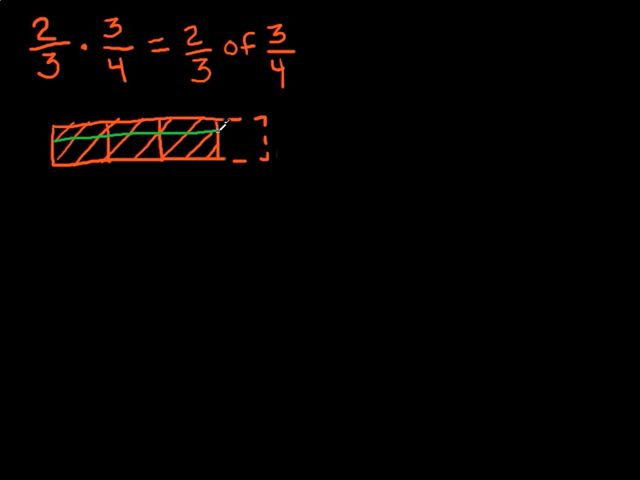 2/3 · 3/4 = 2/3 of 3/4